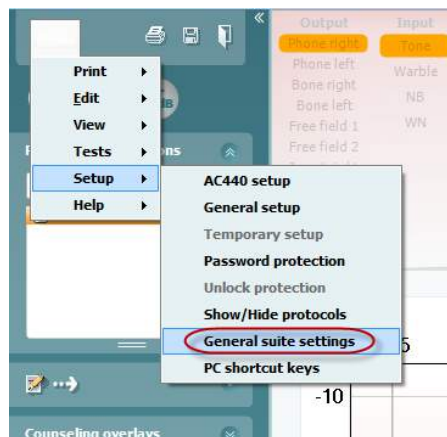 Output Input
Phone right Tone
Phone left Warble
Bone right NB
Bone left WN
Free field 1
Free field 2
Print
Edit
View
Tests
Setup
Help
ons
AC440 setup
General setup
Temporary setup
Password protection
Unlock protection
Show/Hide protocols
General suite settings
PC shortcut keys
5
-10
Counseling overlays